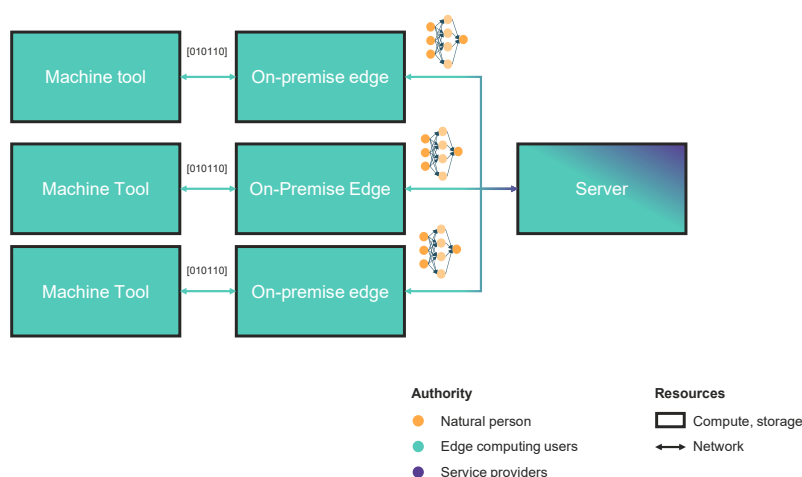 [010110]
Machine tool
On-premise edge
[010110]
Machine Tool
On-Premise Edge
Server
[010110]
Machine Tool
On-premise edge
Authority
Resources
Natural person
Compute, storage
Edge computing users
Network
Service providers